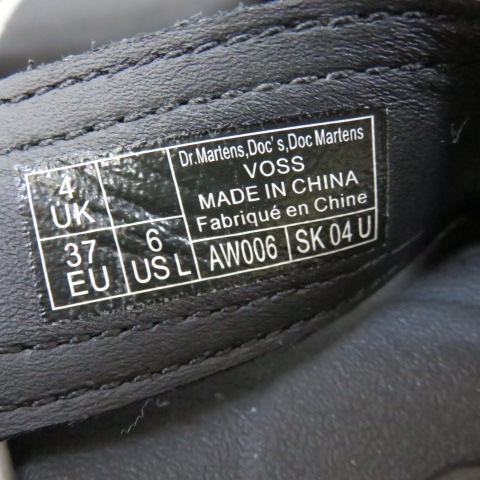 4
UK
37
EU
6
US L
Dr.Martens,Doc's,Doc Martens
VOSS
MADE IN CHINA
Fabriqué en Chine
AW006
SK 04 U